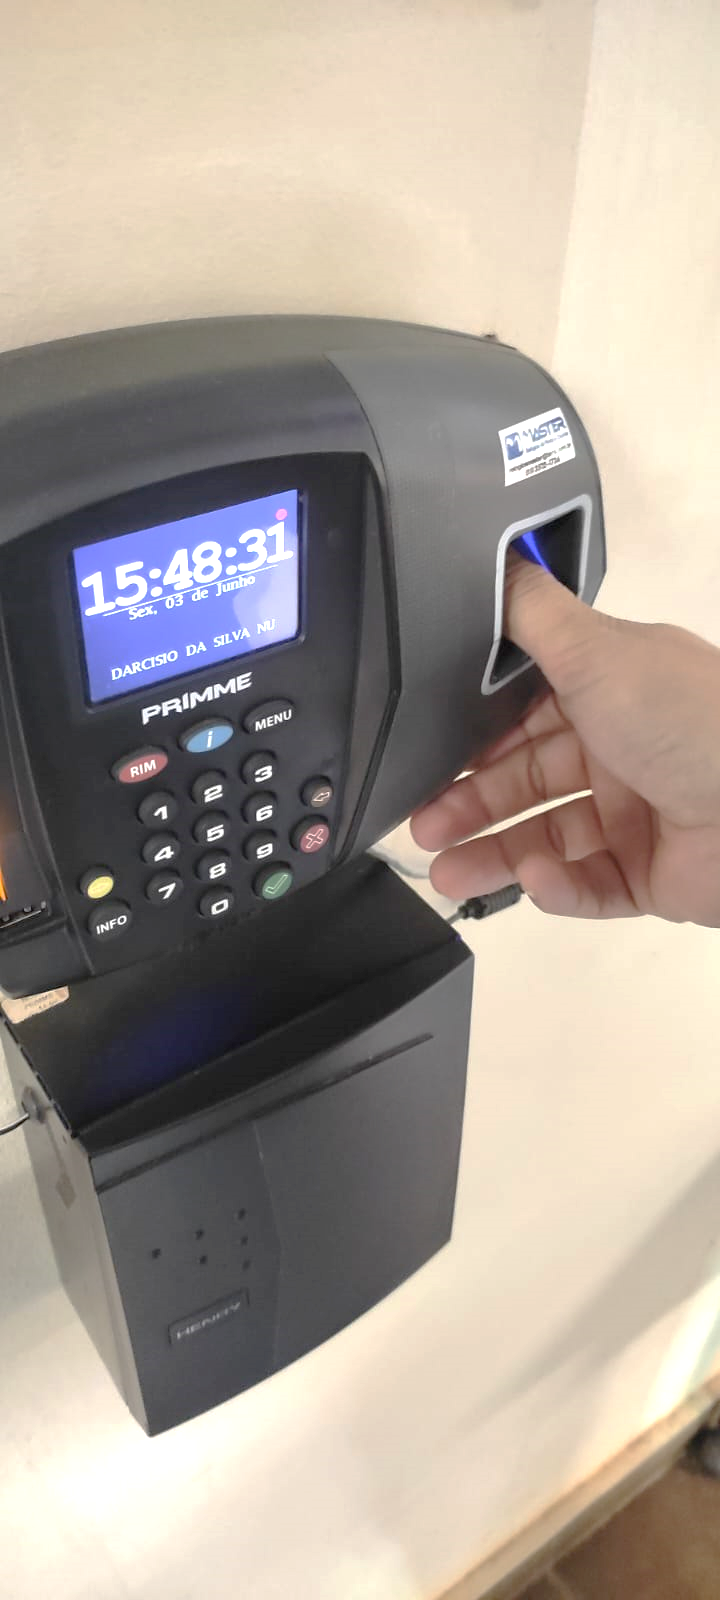 MASTER
15:48:31
Sex, 03 de Junho
DARCISIO DA SILVA NU
PRIMME
RIM
i
MENU
1 2 3
4 5 6
7 8 9
0
INFO
HENRY